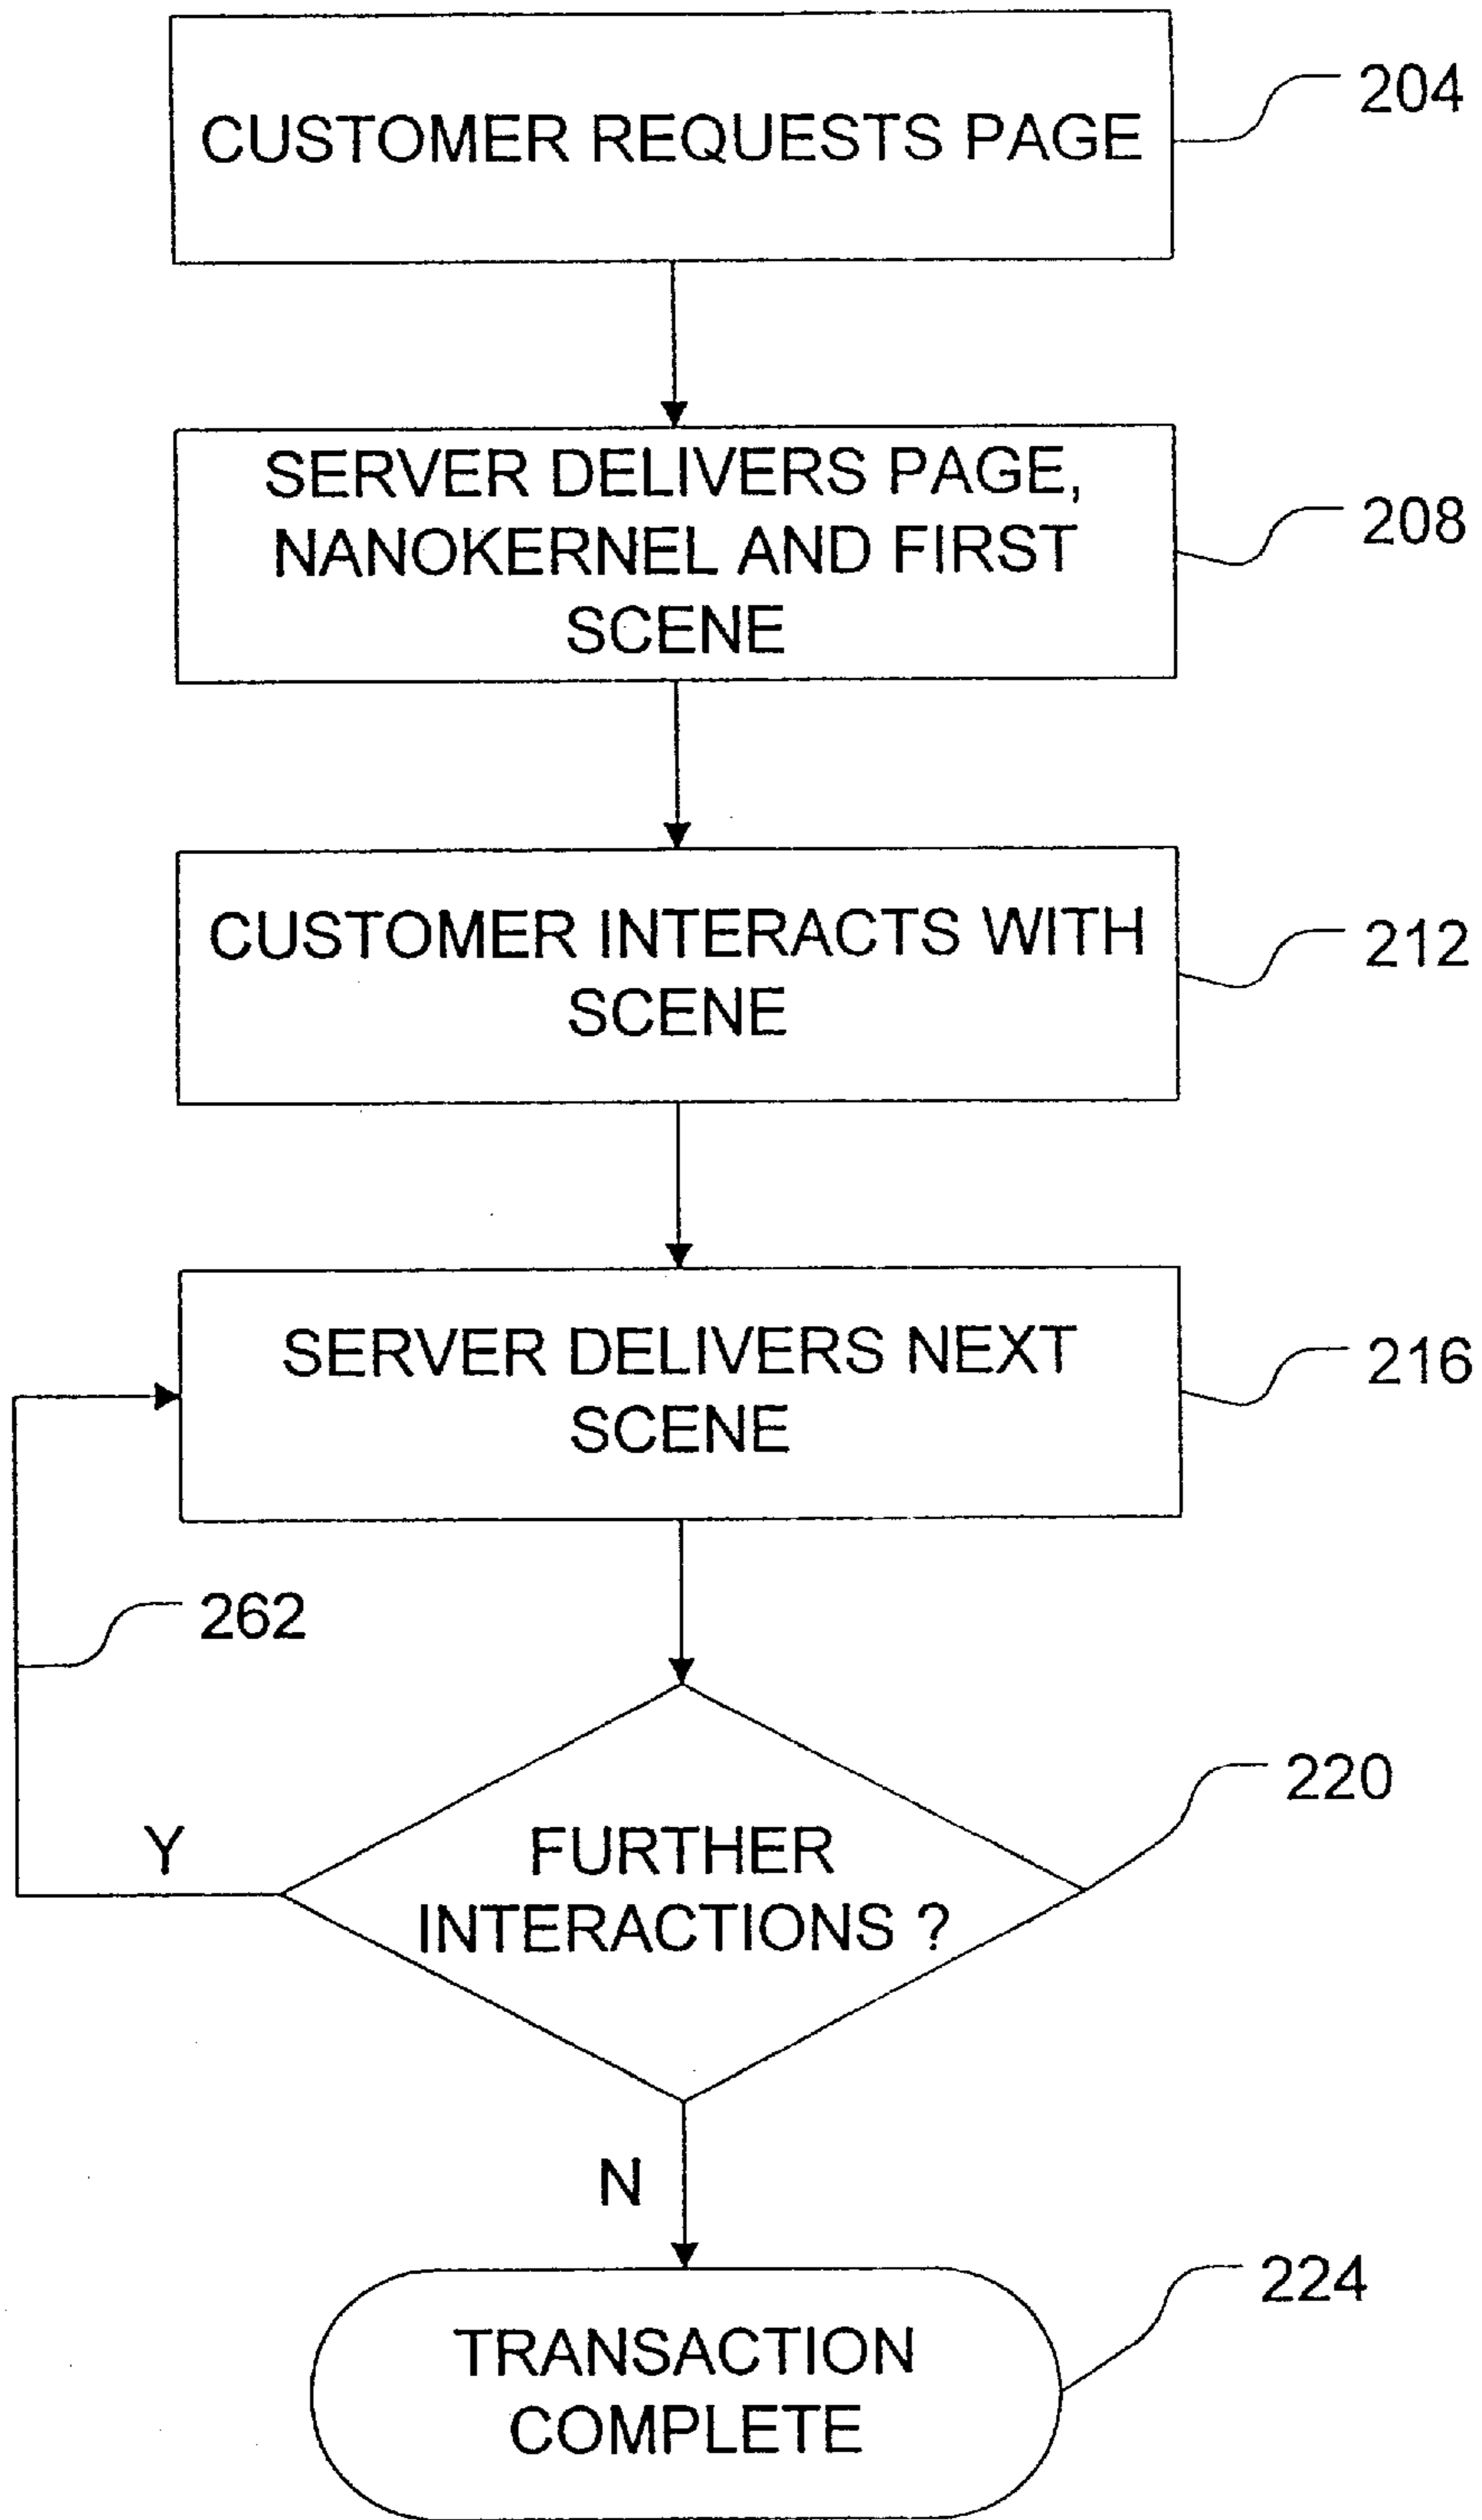 CUSTOMER REQUESTS PAGE
204
SERVER DELIVERS PAGE,
NANOKERNEL AND FIRST
SCENE
208
CUSTOMER INTERACTS WITH
SCENE
212
SERVER DELIVERS NEXT
SCENE
216
262
Y
FURTHER
INTERACTIONS ?
220
N
TRANSACTION
COMPLETE
224